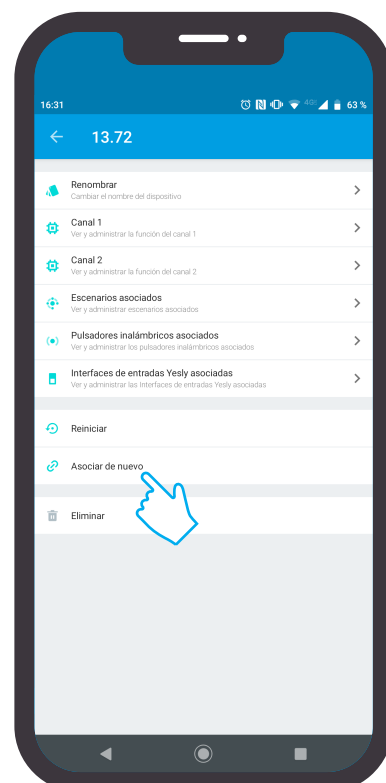 16:31 4G 63 %
13.72
Renombrar
Cambiar el nombre del dispositivo
Canal 1
Ver y administrar la función del canal 1
Canal 2
Ver y administrar la función del canal 2
Escenarios asociados
Ver y administrar escenarios asociados
Pulsadores inalámbricos asociados
Ver y administrar los pulsadores inalámbricos asociados
Interfaces de entradas Yesly asociadas
Ver y administrar las Interfaces de entradas Yesly asociadas
Reiniciar
Asociar de nuevo
Eliminar